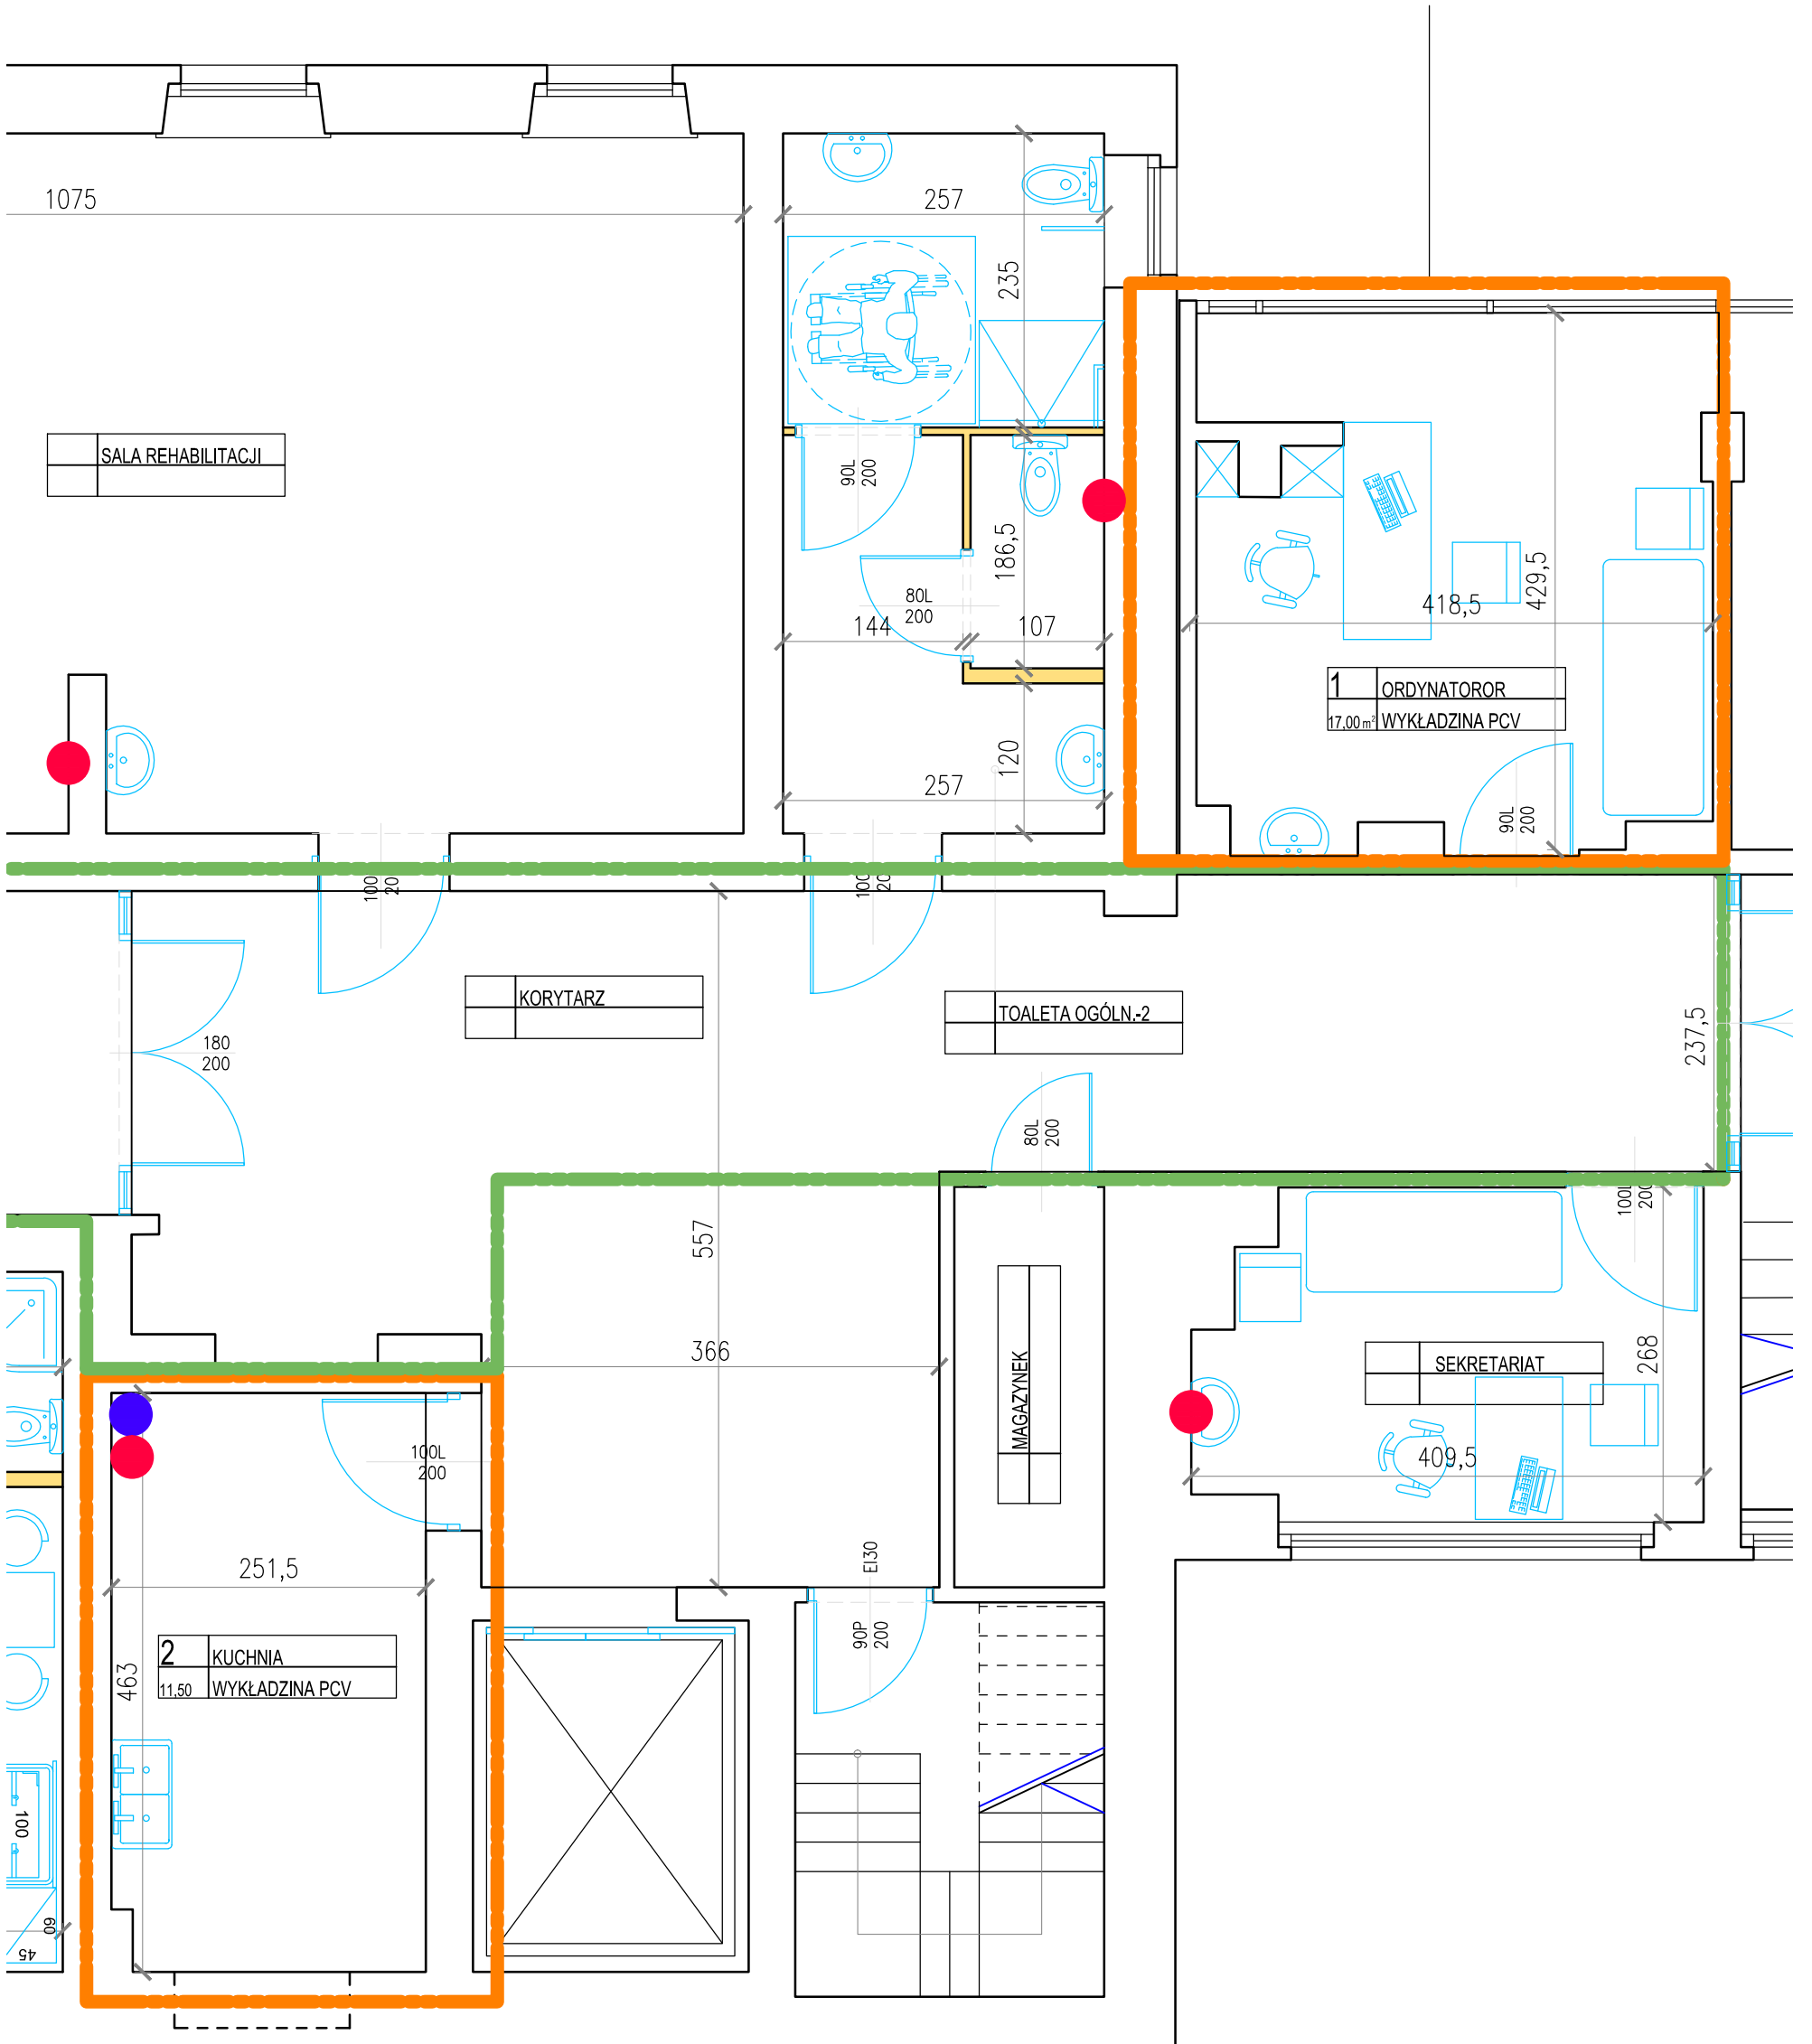 1075
257
235
SALA REHABILITACJI
90L
200
186,5
80L
200
144
107
418,5
429,5
1
ORDYNATOROR
17,00 m²
WYKŁADZINA PCV
120
257
90L
200
100
20
100
20
KORYTARZ
TOALETA OGÓLN.-2
237,5
180
200
80L
200
100L
200
557
366
MAGAZYNEK
SEKRETARIAT
268
409,5
100L
200
251,5
EI30
90P
200
2
KUCHNIA
11,50
WYKŁADZINA PCV
463
100
60
45